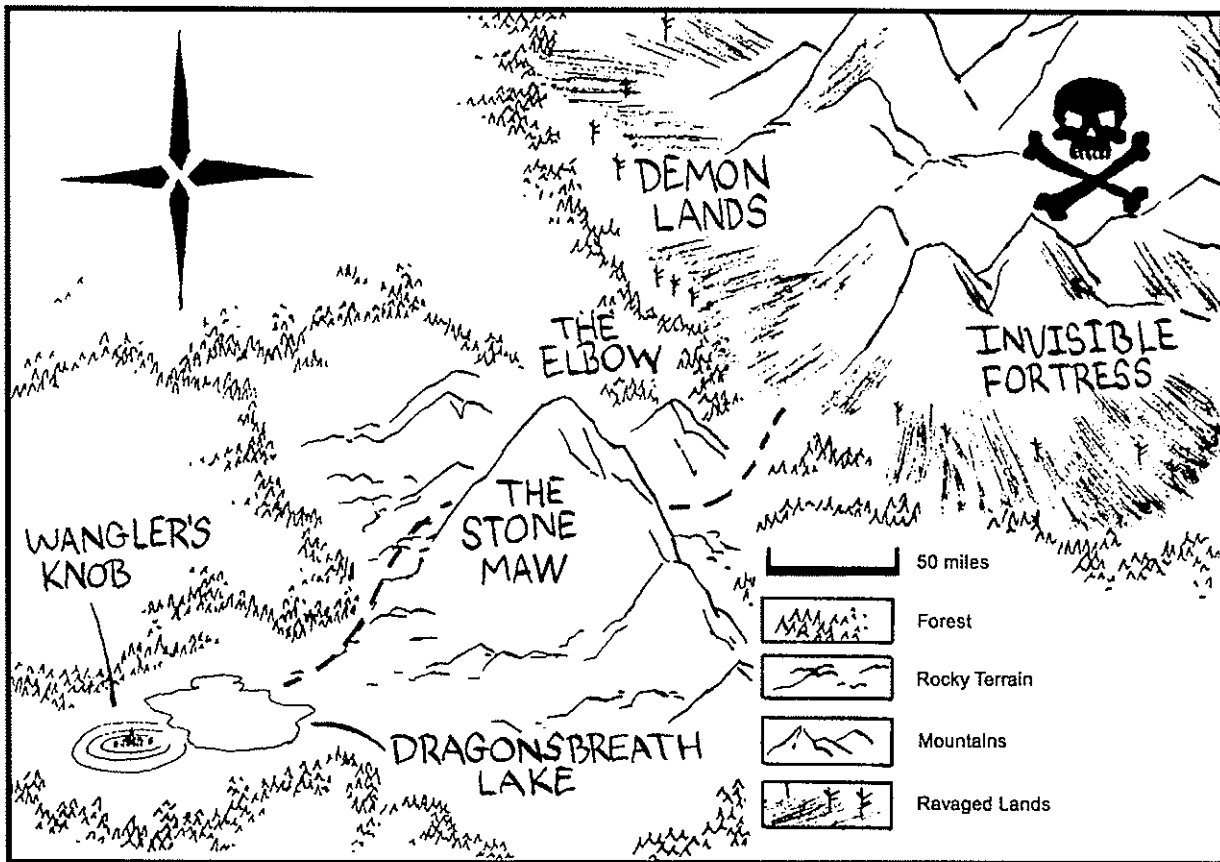 DEMON
LANDS
THE
ELBOW
INVISIBLE
FORTRESS
THE
STONE
MAW
WANGLER'S
KNOB
50 miles
Forest
Rocky Terrain
Mountains
DRAGONSBREATH
LAKE
Ravaged Lands